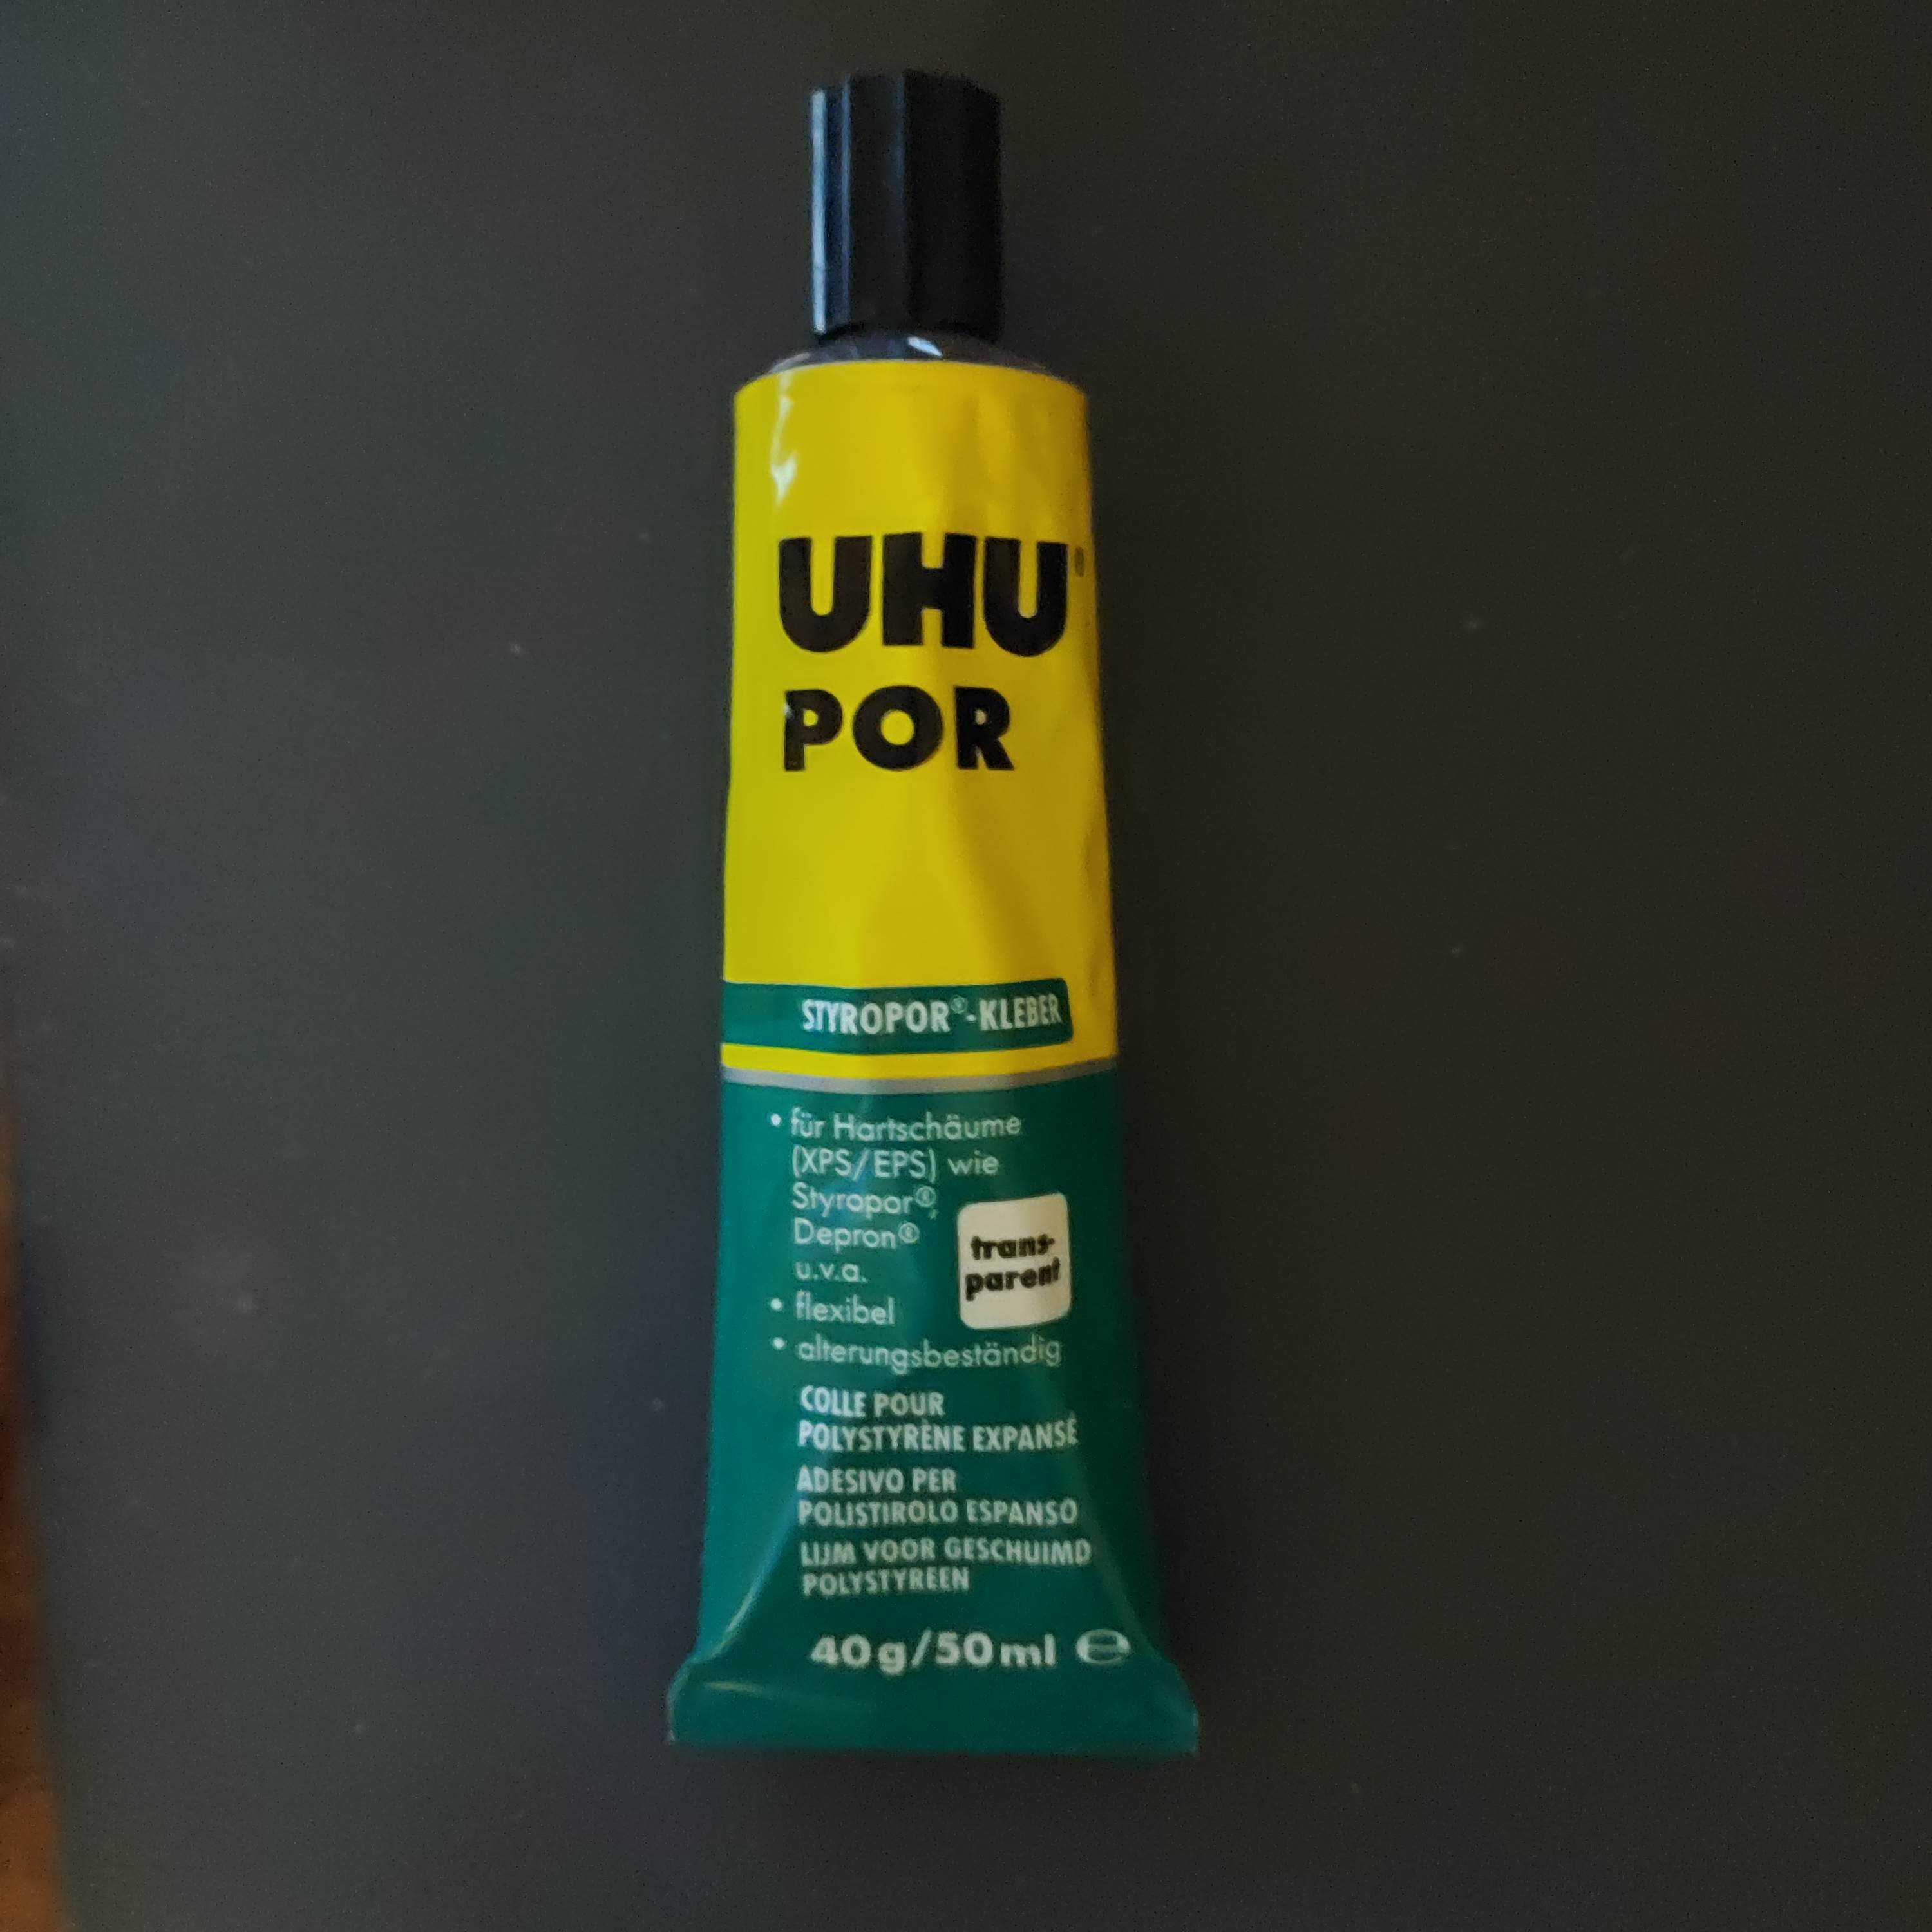 UHU®
POR
STYROPOR®-KLEBER
• für Hartschäume
(XPS/EPS) wie
Styropor®,
Depron®
u.v.a.
trans-
parent
• flexibel
• alterungsbeständig
COLLE POUR
POLYSTYRÈNE EXPANSÉ
ADESIVO PER
POLISTIROLO ESPANSO
LIJM VOOR GESCHUIMD
POLYSTYREEN
40g/50ml ℮